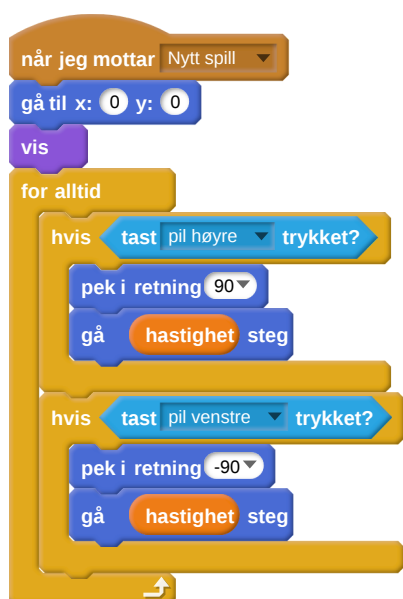 når jeg mottar Nytt spill
gå til x: 0 y: 0
vis
for alltid
hvis tast pil høyre trykket?
pek i retning 90
gå hastighet steg
hvis tast pil venstre trykket?
pek i retning -90
gå hastighet steg